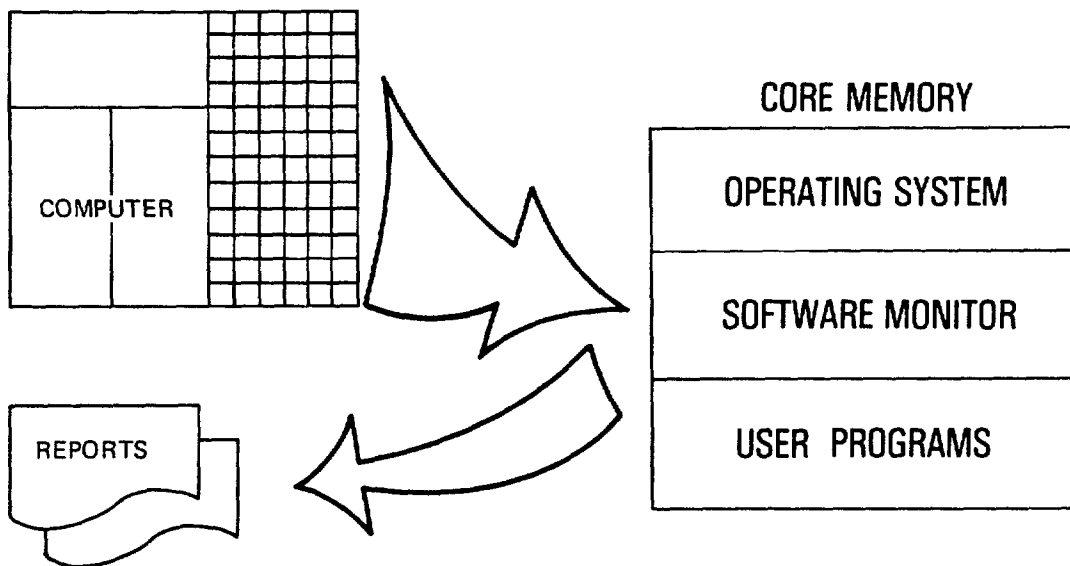 COMPUTER
CORE MEMORY
OPERATING SYSTEM
SOFTWARE MONITOR
USER PROGRAMS
REPORTS